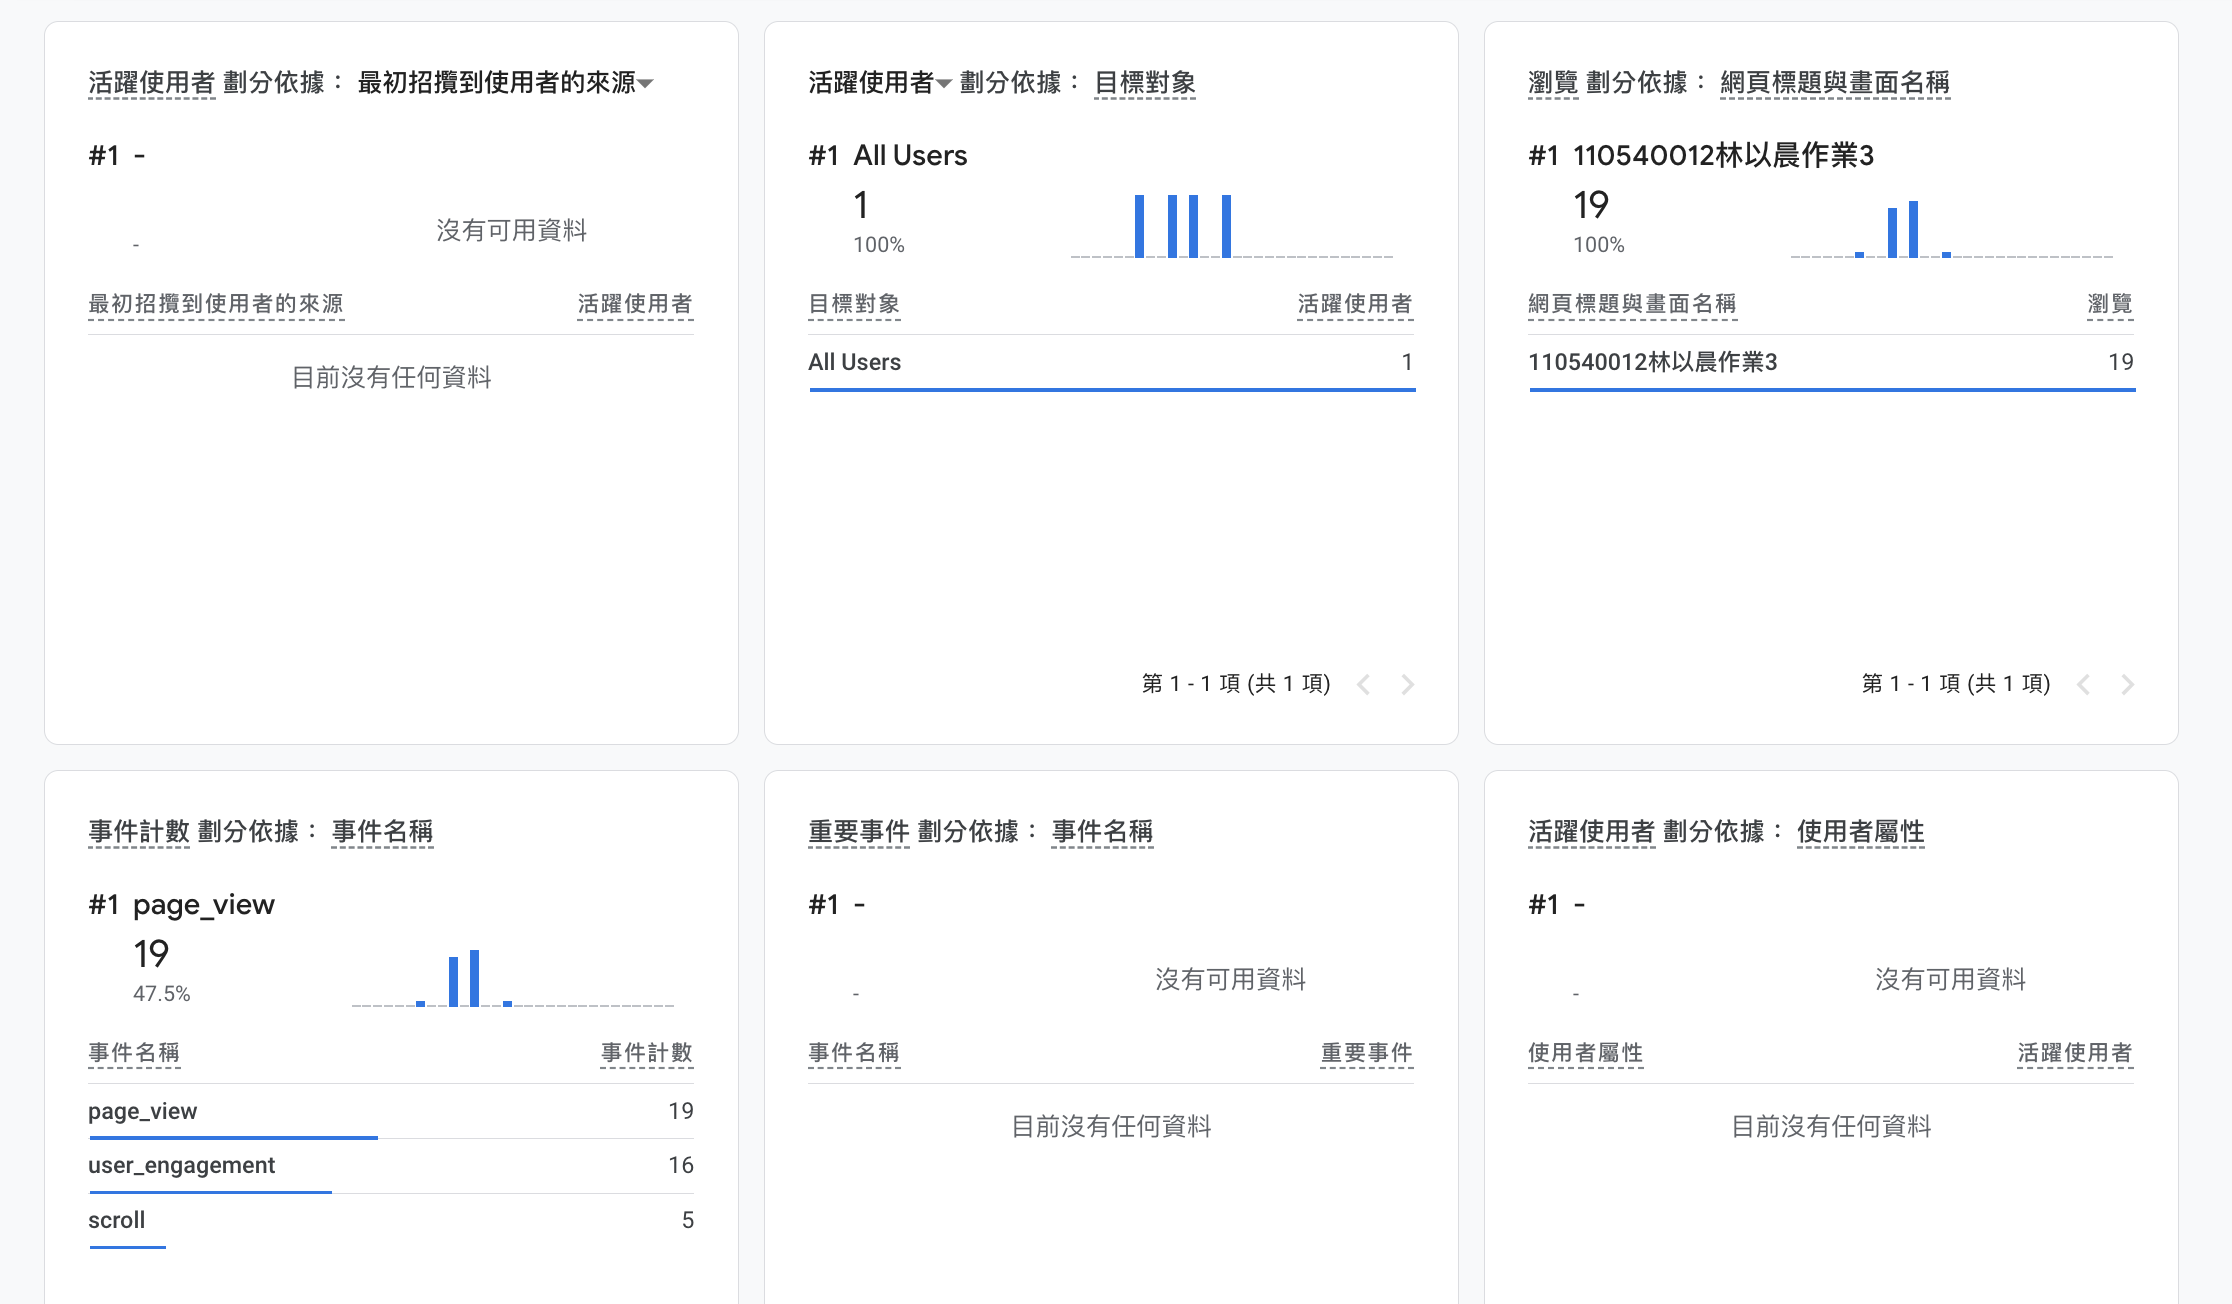 活躍使用者 劃分依據： 最初招攬到使用者的來源
#1 -
-
沒有可用資料
最初招攬到使用者的來源 活躍使用者
目前沒有任何資料
活躍使用者 劃分依據： 目標對象
#1 All Users
1
100%
目標對象 活躍使用者
All Users 1
第 1 - 1 項 (共 1 項)
瀏覽 劃分依據： 網頁標題與畫面名稱
#1 110540012林以晨作業3
19
100%
網頁標題與畫面名稱 瀏覽
110540012林以晨作業3 19
第 1 - 1 項 (共 1 項)
事件計數 劃分依據： 事件名稱
#1 page_view
19
47.5%
事件名稱 事件計數
page_view 19
user_engagement 16
scroll 5
重要事件 劃分依據： 事件名稱
#1 -
-
沒有可用資料
事件名稱 重要事件
目前沒有任何資料
活躍使用者 劃分依據： 使用者屬性
#1 -
-
沒有可用資料
使用者屬性 活躍使用者
目前沒有任何資料